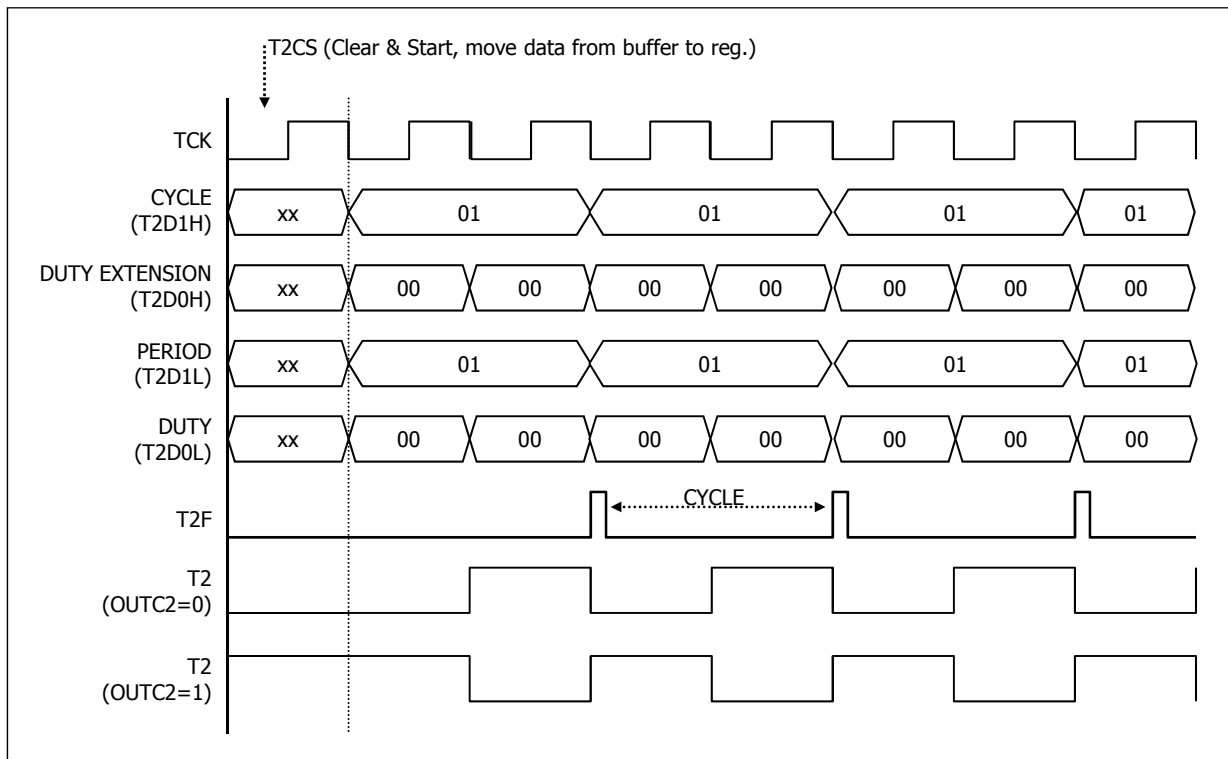 T2CS (Clear & Start, move data from buffer to reg.)
TCK
CYCLE
(T2D1H)
xx 01 01 01 01
DUTY EXTENSION
(T2D0H)
xx 00 00 00 00 00 00 00
PERIOD
(T2D1L)
xx 01 01 01 01
DUTY
(T2D0L)
xx 00 00 00 00 00 00 00
T2F
CYCLE
T2
(OUTC2=0)
T2
(OUTC2=1)